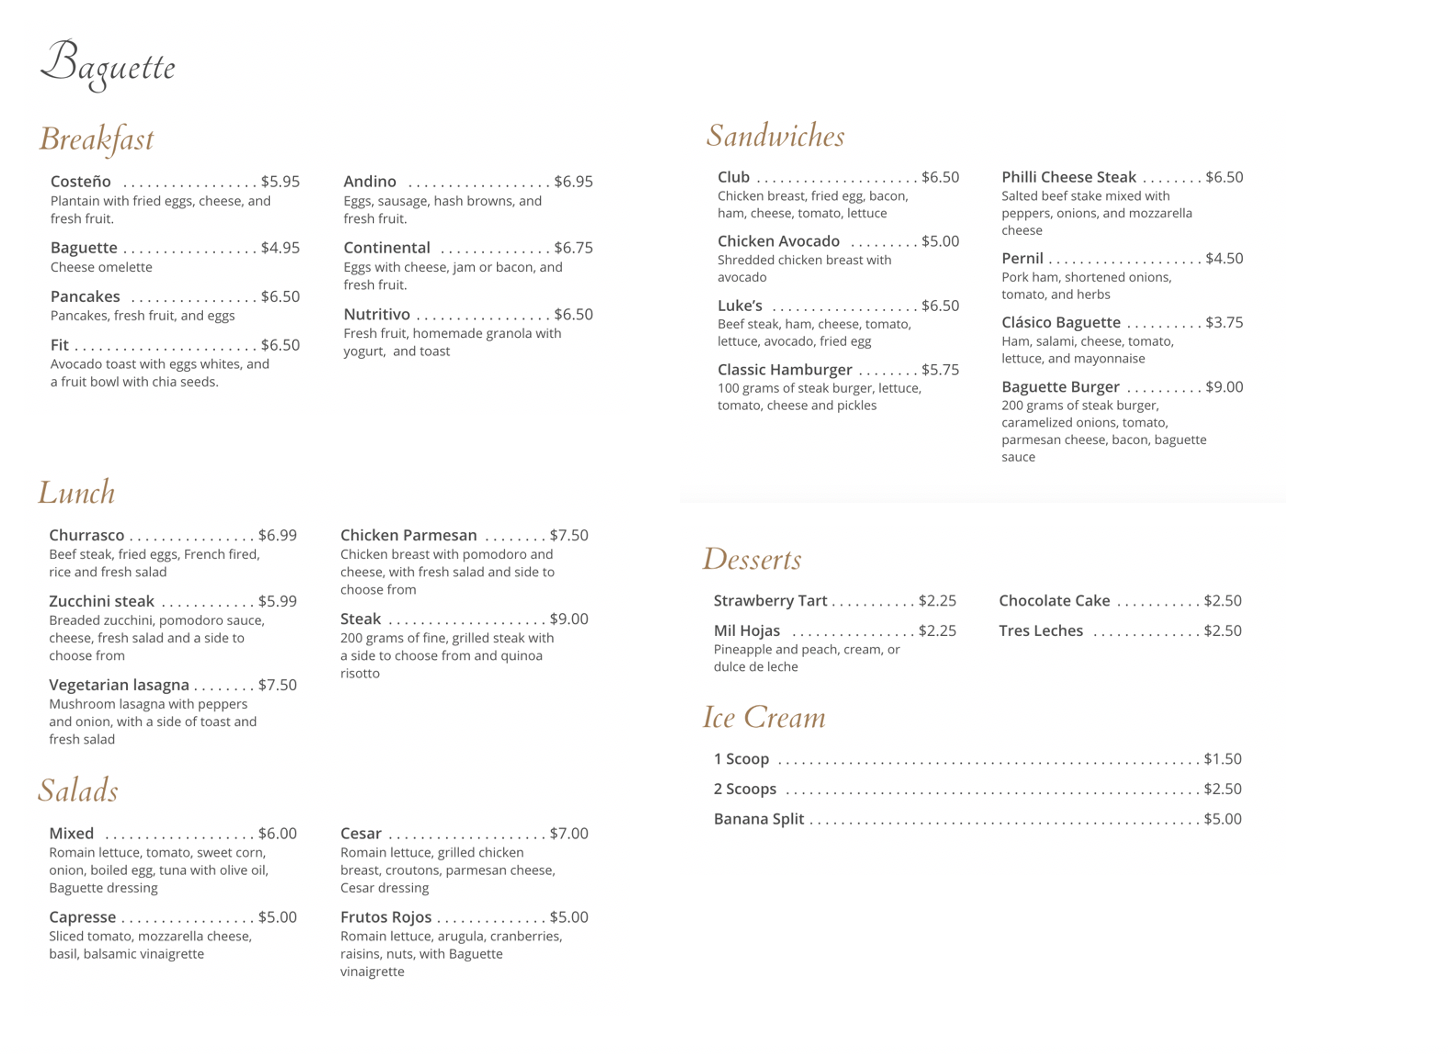 Baguette
Breakfast
Costeño ................. $5.95
Plantain with fried eggs, cheese, and
fresh fruit.
Baguette ................. $4.95
Cheese omelette
Pancakes ................ $6.50
Pancakes, fresh fruit, and eggs
Fit ....................... $6.50
Avocado toast with eggs whites, and
a fruit bowl with chia seeds.
Andino .................. $6.95
Eggs, sausage, hash browns, and
fresh fruit.
Continental .............. $6.75
Eggs with cheese, jam or bacon, and
fresh fruit.
Nutritivo ................. $6.50
Fresh fruit, homemade granola with
yogurt,  and toast
Lunch
Churrasco ................ $6.99
Beef steak, fried eggs, French fired,
rice and fresh salad
Zucchini steak ............ $5.99
Breaded zucchini, pomodoro sauce,
cheese, fresh salad and a side to
choose from
Vegetarian lasagna ........ $7.50
Mushroom lasagna with peppers
and onion, with a side of toast and
fresh salad
Chicken Parmesan ........ $7.50
Chicken breast with pomodoro and
cheese, with fresh salad and side to
choose from
Steak .................... $9.00
200 grams of fine, grilled steak with
a side to choose from and quinoa
risotto
Salads
Mixed ................... $6.00
Romain lettuce, tomato, sweet corn,
onion, boiled egg, tuna with olive oil,
Baguette dressing
Capresse ................. $5.00
Sliced tomato, mozzarella cheese,
basil, balsamic vinaigrette
Cesar .................... $7.00
Romain lettuce, grilled chicken
breast, croutons, parmesan cheese,
Cesar dressing
Frutos Rojos .............. $5.00
Romain lettuce, arugula, cranberries,
raisins, nuts, with Baguette
vinaigrette
Sandwiches
Club ..................... $6.50
Chicken breast, fried egg, bacon,
ham, cheese, tomato, lettuce
Chicken Avocado ......... $5.00
Shredded chicken breast with
avocado
Luke’s ................... $6.50
Beef steak, ham, cheese, tomato,
lettuce, avocado, fried egg
Classic Hamburger ........ $5.75
100 grams of steak burger, lettuce,
tomato, cheese and pickles
Philli Cheese Steak ........ $6.50
Salted beef stake mixed with
peppers, onions, and mozzarella
cheese
Pernil .................... $4.50
Pork ham, shortened onions,
tomato, and herbs
Clásico Baguette .......... $3.75
Ham, salami, cheese, tomato,
lettuce, and mayonnaise
Baguette Burger .......... $9.00
200 grams of steak burger,
caramelized onions, tomato,
parmesan cheese, bacon, baguette
sauce
Desserts
Strawberry Tart ........... $2.25
Mil Hojas ................ $2.25
Pineapple and peach, cream, or
dulce de leche
Chocolate Cake ........... $2.50
Tres Leches .............. $2.50
Ice Cream
1 Scoop ...................................................... $1.50
2 Scoops ..................................................... $2.50
Banana Split .................................................. $5.00